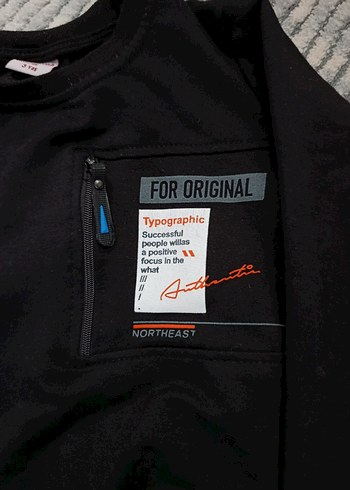 FOR ORIGINAL
Typographic
Successful
people willas
a positive
focus in the
what
///
//
/
Authentic
NORTHEAST